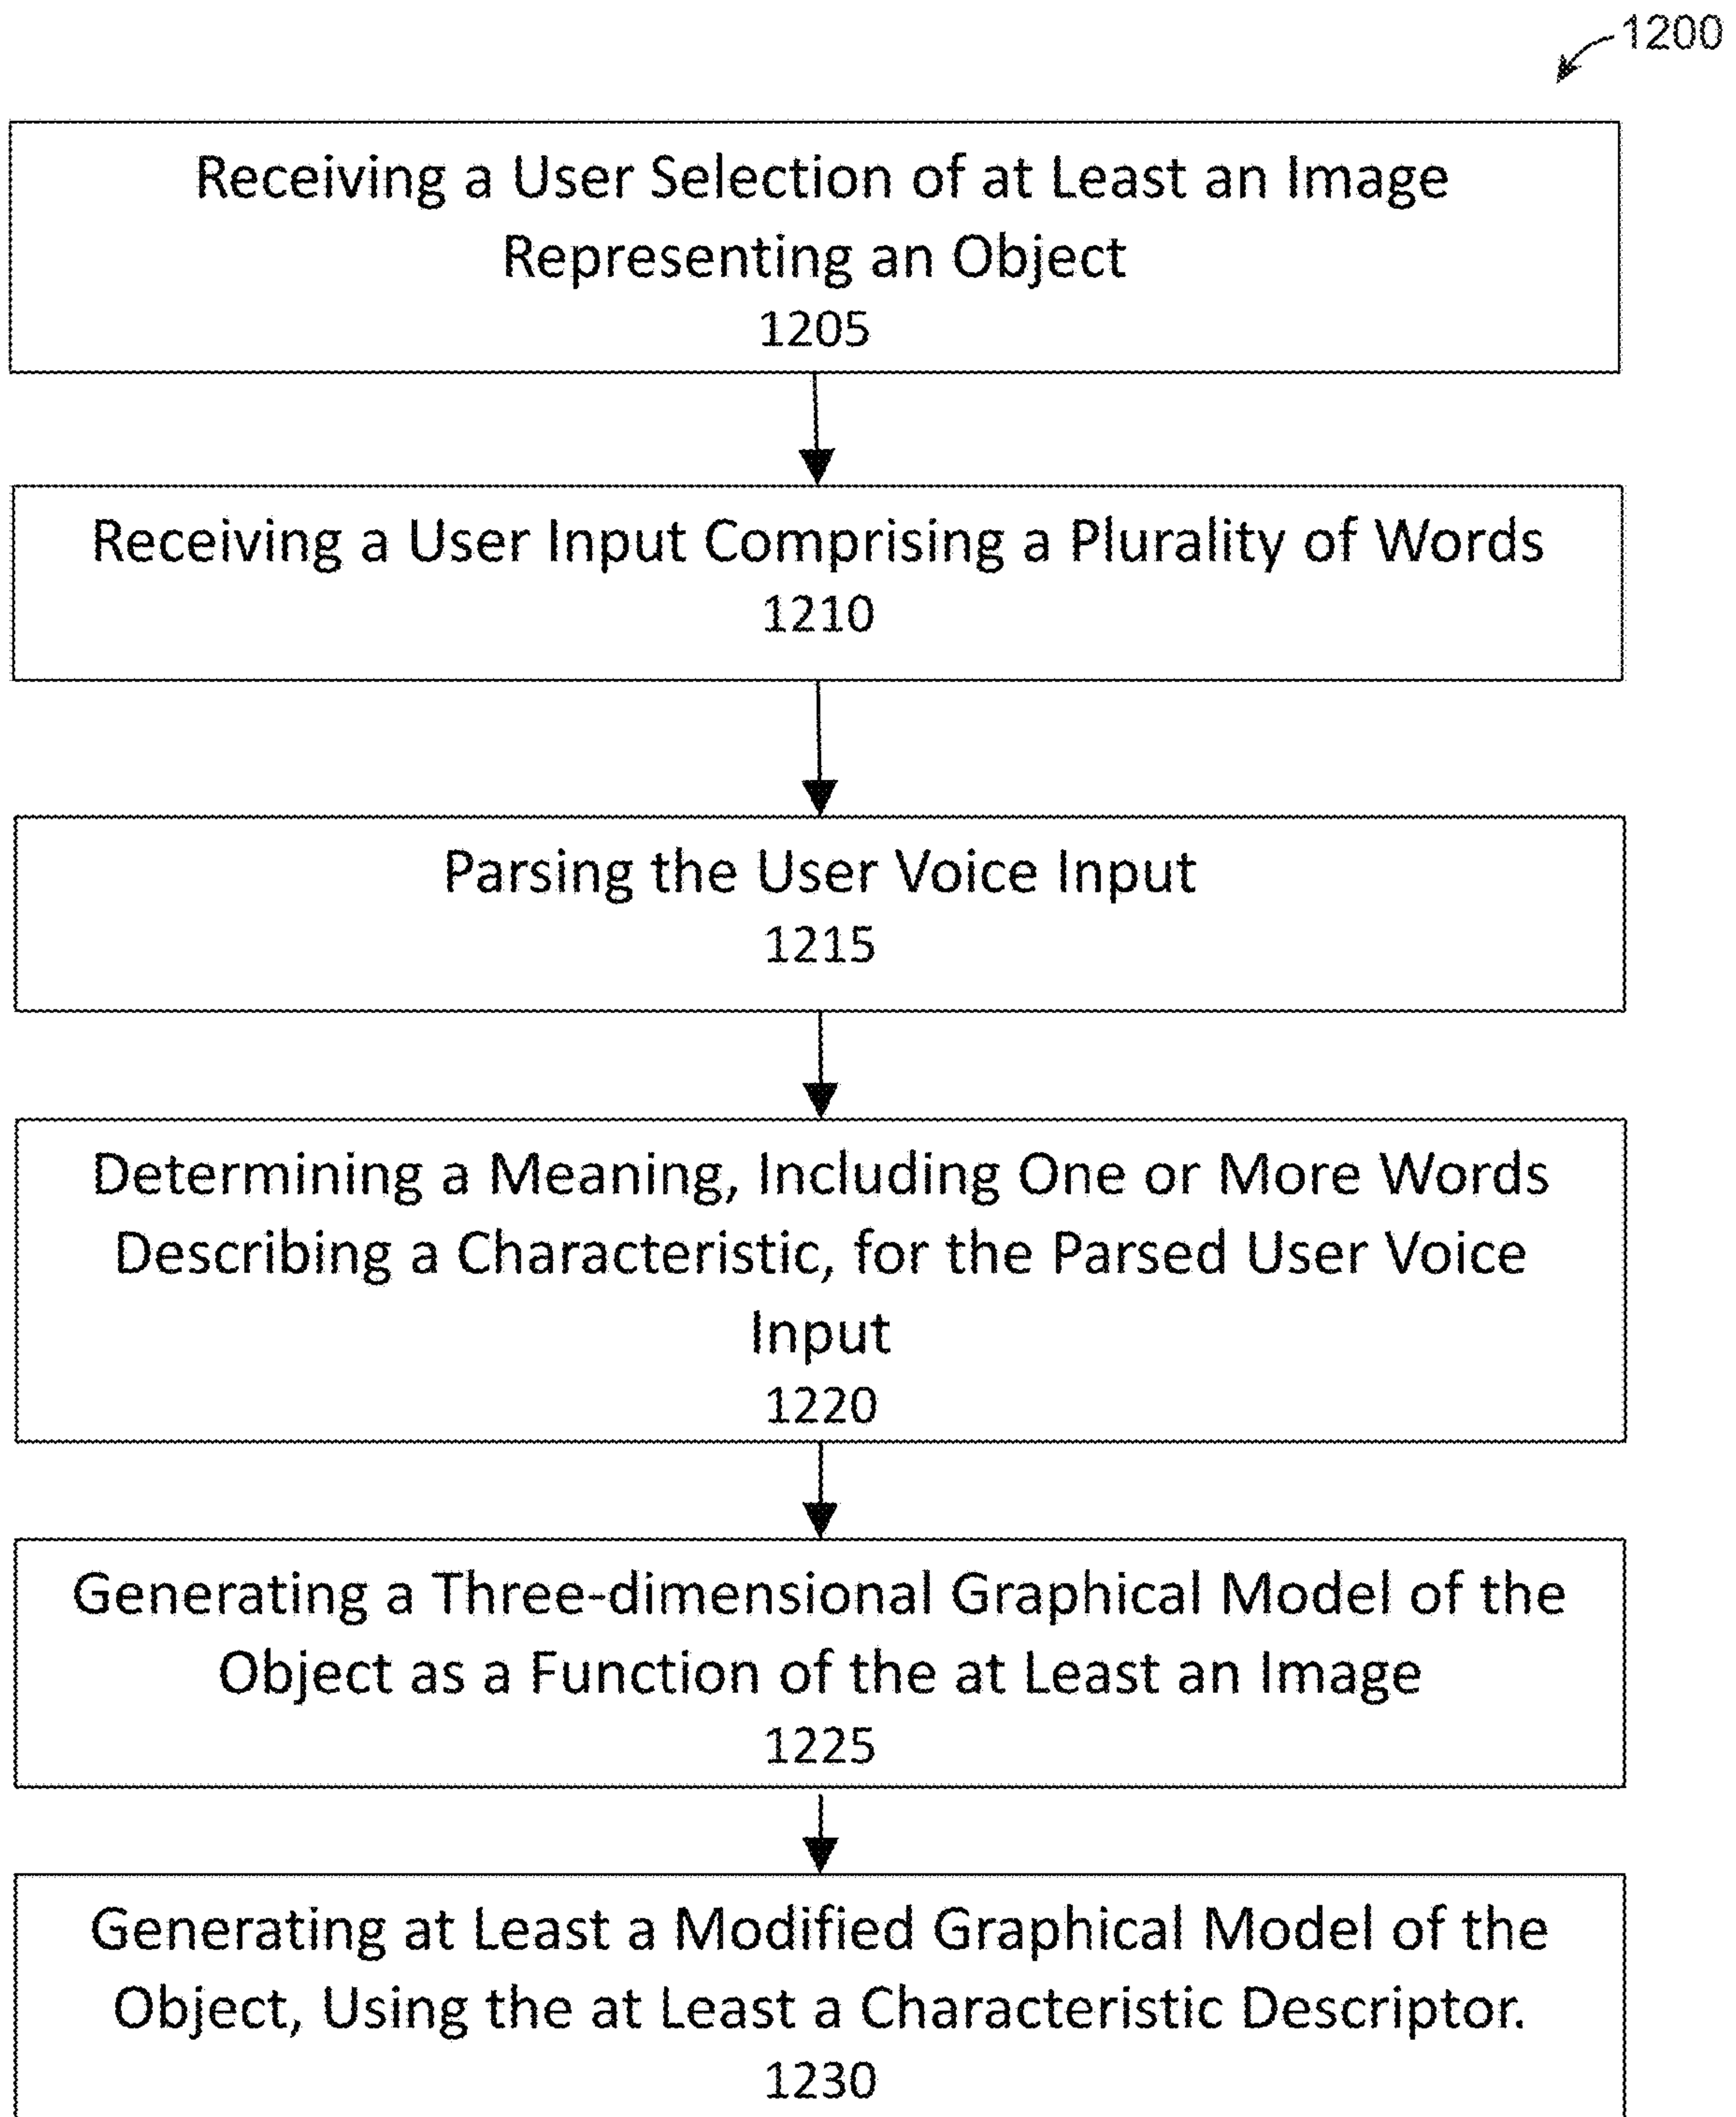 1200
Receiving a User Selection of at Least an Image
Representing an Object
1205
Receiving a User Input Comprising a Plurality of Words
1210
Parsing the User Voice Input
1215
Determining a Meaning, Including One or More Words
Describing a Characteristic, for the Parsed User Voice
Input
1220
Generating a Three-dimensional Graphical Model of the
Object as a Function of the at Least an Image
1225
Generating at Least a Modified Graphical Model of the
Object, Using the at Least a Characteristic Descriptor.
1230